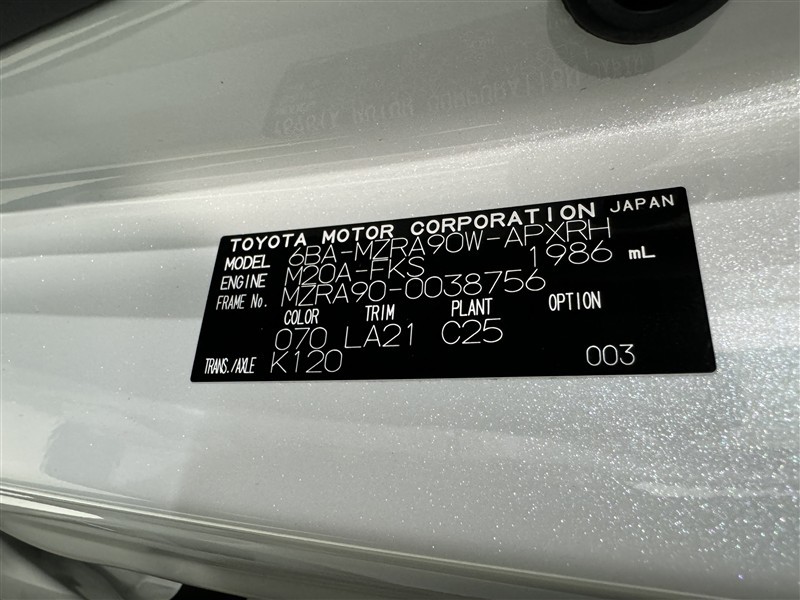 TOYOTA MOTOR CORPORATION JAPAN
MODEL 6BA-MZRA90W-APXRH
ENGINE M20A-FKS 1986 mL
FRAME No. MZRA90-0038756
COLOR TRIM PLANT OPTION
070 LA21 C25
TRANS./AXLE K120 003